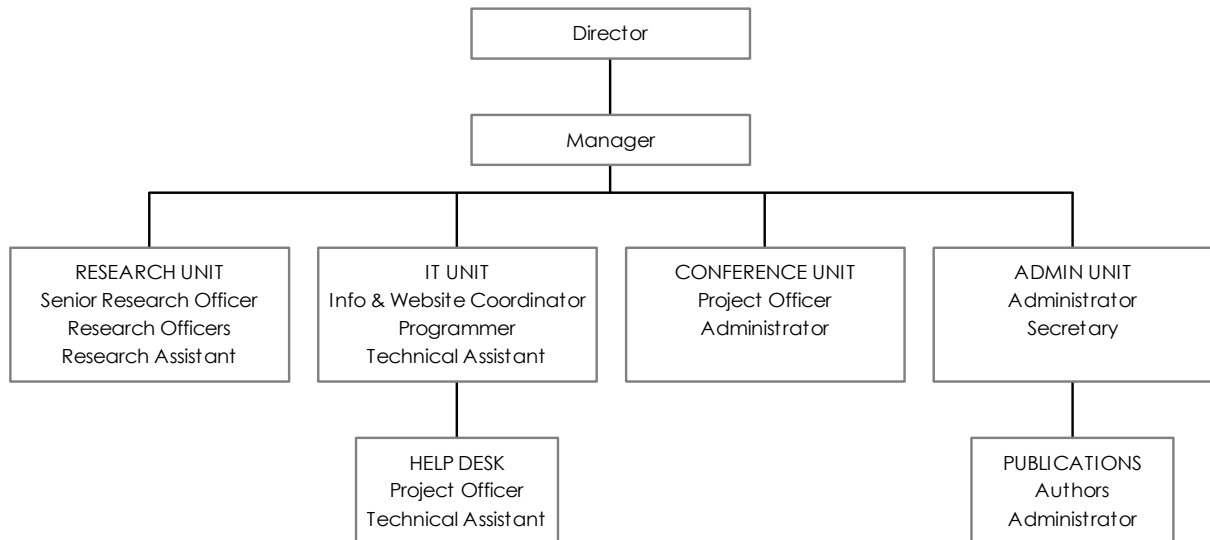 Director
Manager
RESEARCH UNIT
Senior Research Officer
Research Officers
Research Assistant
IT UNIT
Info & Website Coordinator
Programmer
Technical Assistant
CONFERENCE UNIT
Project Officer
Administrator
ADMIN UNIT
Administrator
Secretary
HELP DESK
Project Officer
Technical Assistant
PUBLICATIONS
Authors
Administrator